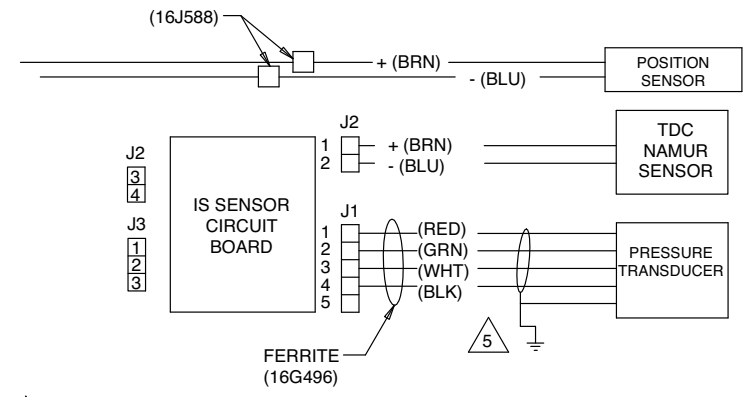 (16J588)
+ (BRN)
- (BLU)
POSITION
SENSOR
J2
1
2
+ (BRN)
- (BLU)
TDC
NAMUR
SENSOR
J2
3
4
J3
1
2
3
IS SENSOR
CIRCUIT
BOARD
J1
1
2
3
4
5
(RED)
(GRN)
(WHT)
(BLK)
PRESSURE
TRANSDUCER
5
FERRITE
(16G496)